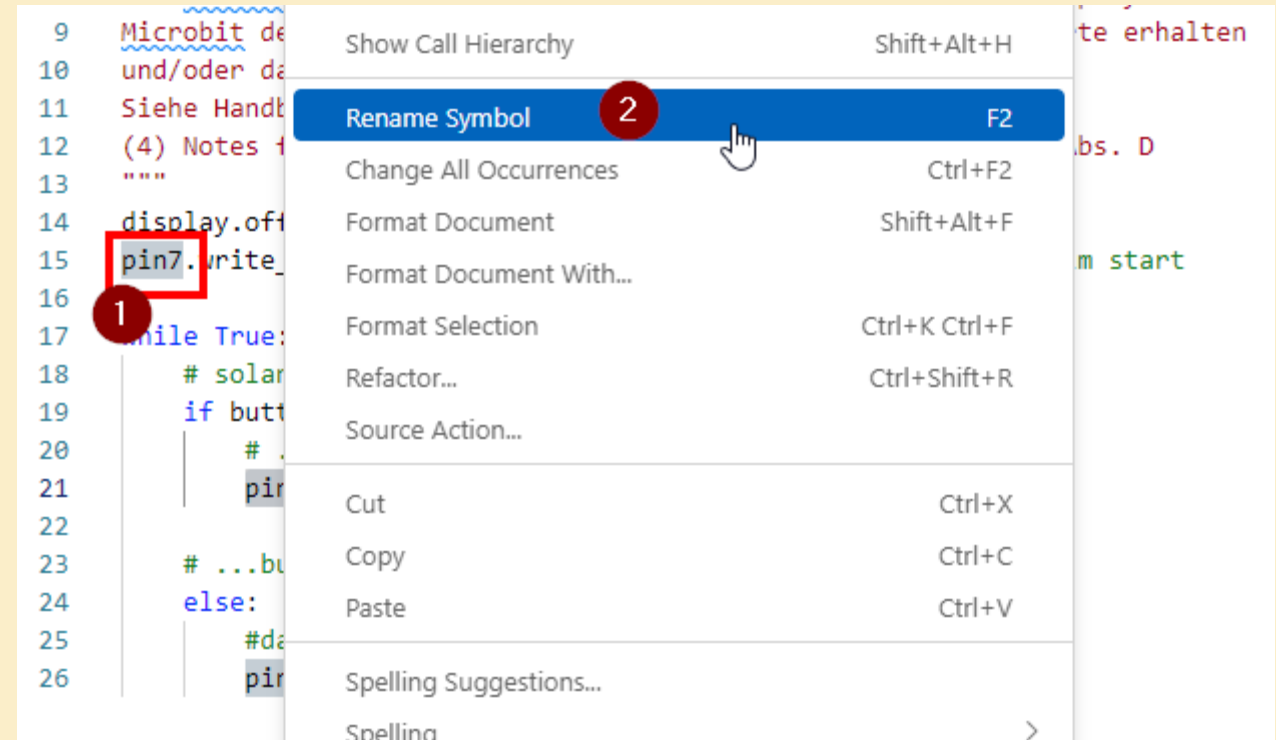 9 Microbit de
te erhalten
10 und/oder da
11 Siehe Handb
12 (4) Notes
bs. D
13 """
14 display.off
15 pin7.write_
m start
16
17 while True:
18 # solan
19 if butt
20 # .
21 pin
22
23 # ...bu
24 else:
25 #da
26 pin
1
Show Call Hierarchy Shift+Alt+H
Rename Symbol 2 F2
Change All Occurrences Ctrl+F2
Format Document Shift+Alt+F
Format Document With...
Format Selection Ctrl+K Ctrl+F
Refactor... Ctrl+Shift+R
Source Action...
Cut Ctrl+X
Copy Ctrl+C
Paste Ctrl+V
Spelling Suggestions...
Spelling